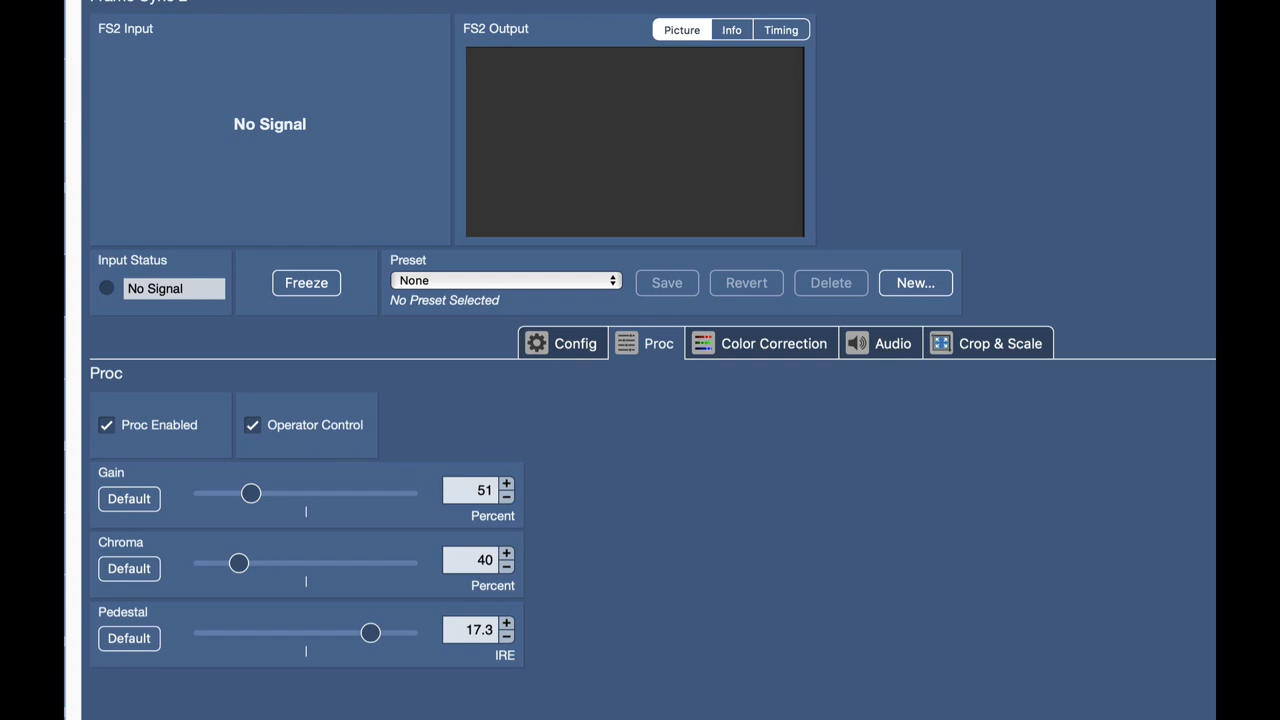 FS2 Input
FS2 Output
Picture
Info
Timing
No Signal
Input Status
No Signal
Freeze
Preset
None
No Preset Selected
Save
Revert
Delete
New...
Config
Proc
Color Correction
Audio
Crop & Scale
Proc
Proc Enabled
Operator Control
Gain
Default
51
Percent
Chroma
Default
40
Percent
Pedestal
Default
17.3
IRE